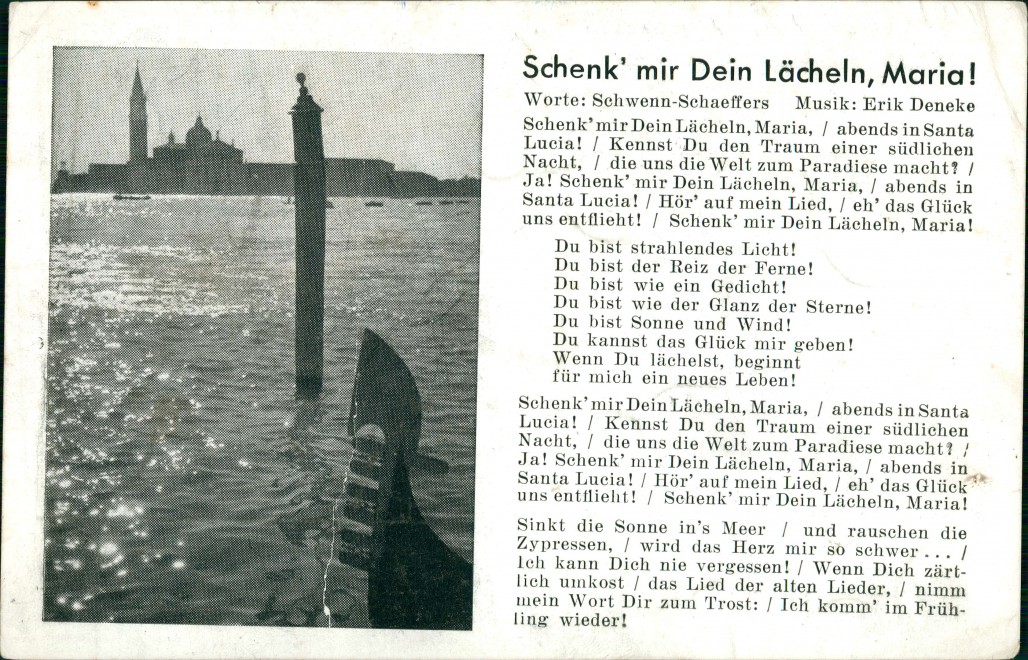 Schenk' mir Dein Lächeln, Maria!
Worte: Schwenn-Schaeffers Musik: Erik Deneke
Schenk' mir Dein Lächeln, Maria, / abends in Santa
Lucia! / Kennst Du den Traum einer südlichen
Nacht, / die uns die Welt zum Paradiese macht? /
Ja! Schenk' mir Dein Lächeln, Maria, / abends in
Santa Lucia! / Hör' auf mein Lied, / eh' das Glück
uns entflieht! / Schenk' mir Dein Lächeln, Maria!
Du bist strahlendes Licht!
Du bist der Reiz der Ferne!
Du bist wie ein Gedicht!
Du bist wie der Glanz der Sterne!
Du bist Sonne und Wind!
Du kannst das Glück mir geben!
Wenn Du lächelst, beginnt
für mich ein neues Leben!
Schenk' mir Dein Lächeln, Maria, / abends in Santa
Lucia! / Kennst Du den Traum einer südlichen
Nacht, / die uns die Welt zum Paradiese macht? /
Ja! Schenk' mir Dein Lächeln, Maria, / abends in
Santa Lucia! / Hör' auf mein Lied, / eh' das Glück
uns entflieht! / Schenk' mir Dein Lächeln, Maria!
Sinkt die Sonne in's Meer / und rauschen die
Zypressen, / wird das Herz mir so schwer ... /
Ich kann Dich nie vergessen! / Wenn Dich zärt-
lich umkost / das Lied der alten Lieder, / nimm
mein Wort Dir zum Trost: / Ich komm' im Früh-
ling wieder!